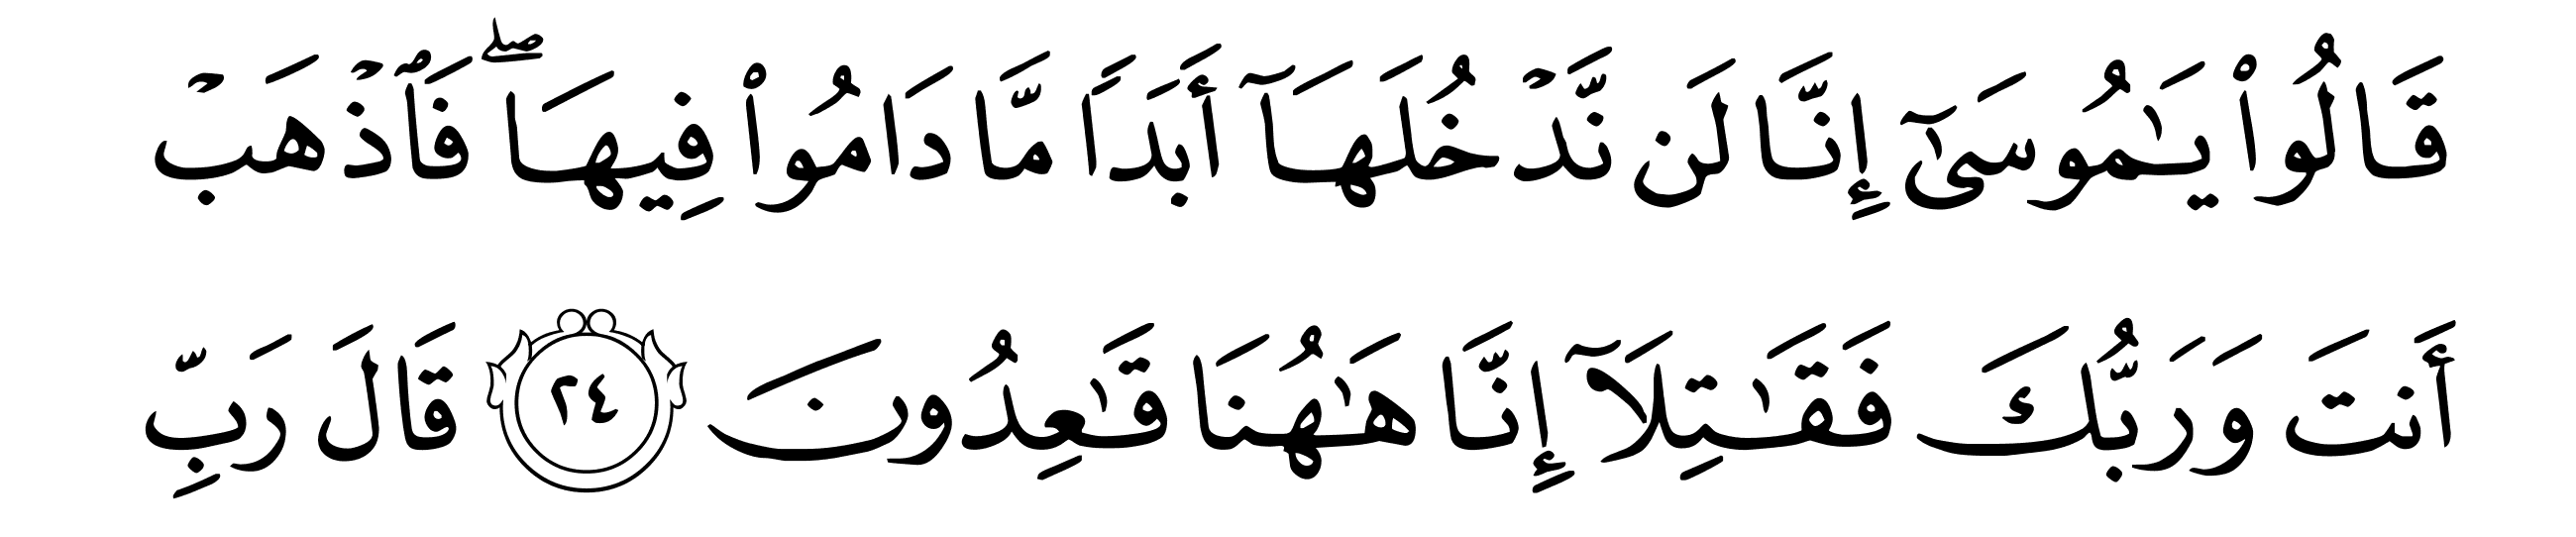 قَالُوا۟ يَـٰمُوسَىٰٓ إِنَّا لَن نَّدْخُلَهَآ أَبَدًا مَّا دَامُوا۟ فِيهَا ۖ فَٱذْهَبْ
أَنتَ وَرَبُّكَ فَقَـٰتِلَآ إِنَّا هَـٰهُنَا قَـٰعِدُونَ ٢٤ قَالَ رَبِّ